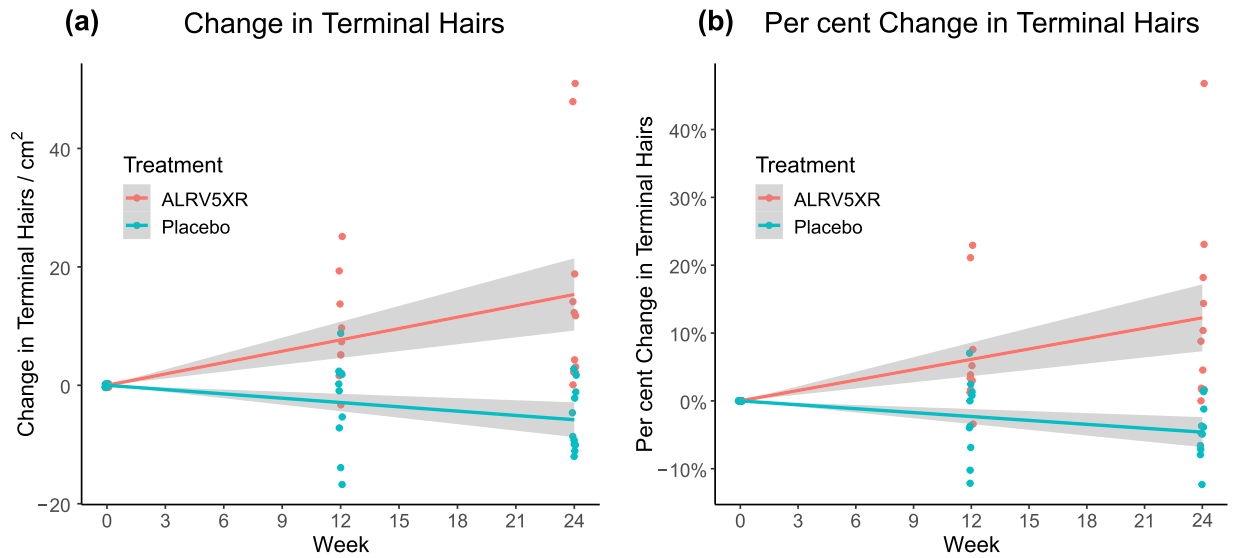 (a) Change in Terminal Hairs
Change in Terminal Hairs / cm²
40
20
0
−20
Treatment
ALRV5XR
Placebo
0 3 6 9 12 15 18 21 24
Week
(b) Per cent Change in Terminal Hairs
Per cent Change in Terminal Hairs
40%
30%
20%
10%
0%
−10%
Treatment
ALRV5XR
Placebo
0 3 6 9 12 15 18 21 24
Week